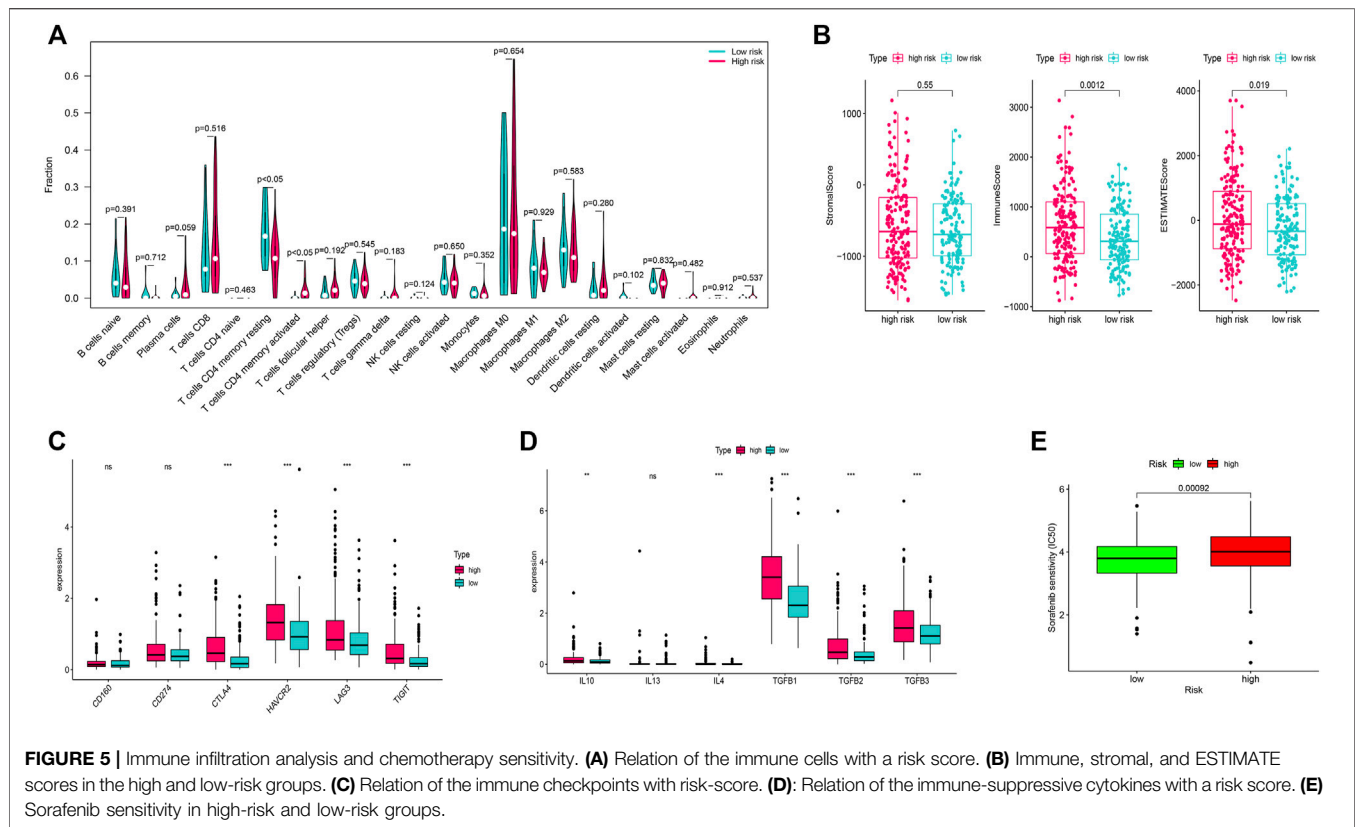 A
Low risk
High risk
Fraction
0.6
0.5
0.4
0.3
0.2
0.1
0.0
p=0.391
p=0.712
p=0.059
p=0.516
p=0.463
p<0.05
p<0.05
p=0.192
p=0.545
p=0.183
p=0.124
p=0.650
p=0.352
p=0.654
p=0.929
p=0.583
p=0.280
p=0.102
p=0.832
p=0.482
p=0.912
p=0.537
B cells naive
B cells memory
Plasma cells
T cells CD8
T cells CD4 naive
T cells CD4 memory resting
T cells CD4 memory activated
T cells follicular helper
T cells regulatory (Tregs)
T cells gamma delta
NK cells resting
NK cells activated
Monocytes
Macrophages M0
Macrophages M1
Macrophages M2
Dendritic cells resting
Dendritic cells activated
Mast cells resting
Mast cells activated
Eosinophils
Neutrophils
B
Type high risk low risk
0.55
StromalScore
1000
0
-1000
high risk low risk
Type
Type high risk low risk
0.0012
ImmuneScore
3000
2000
1000
0
-1000
high risk low risk
Type
Type high risk low risk
0.019
ESTIMATEScore
4000
2000
0
-2000
high risk low risk
Type
C
ns ns *** *** *** ***
expression
4
2
0
CD160 CD274 CTLA4 HAVCR2 LAG3 TIGIT
Type
high
low
D
Type high low
** ns *** *** *** ***
expression
6
4
2
0
IL10 IL13 IL4 TGFB1 TGFB2 TGFB3
E
Risk low high
0.00092
Sorafenib senstivity (IC50)
6
4
2
low high
Risk
FIGURE 5 | Immune infiltration analysis and chemotherapy sensitivity. (A) Relation of the immune cells with a risk score. (B) Immune, stromal, and ESTIMATE
scores in the high and low-risk groups. (C) Relation of the immune checkpoints with risk-score. (D): Relation of the immune-suppressive cytokines with a risk score. (E)
Sorafenib sensitivity in high-risk and low-risk groups.